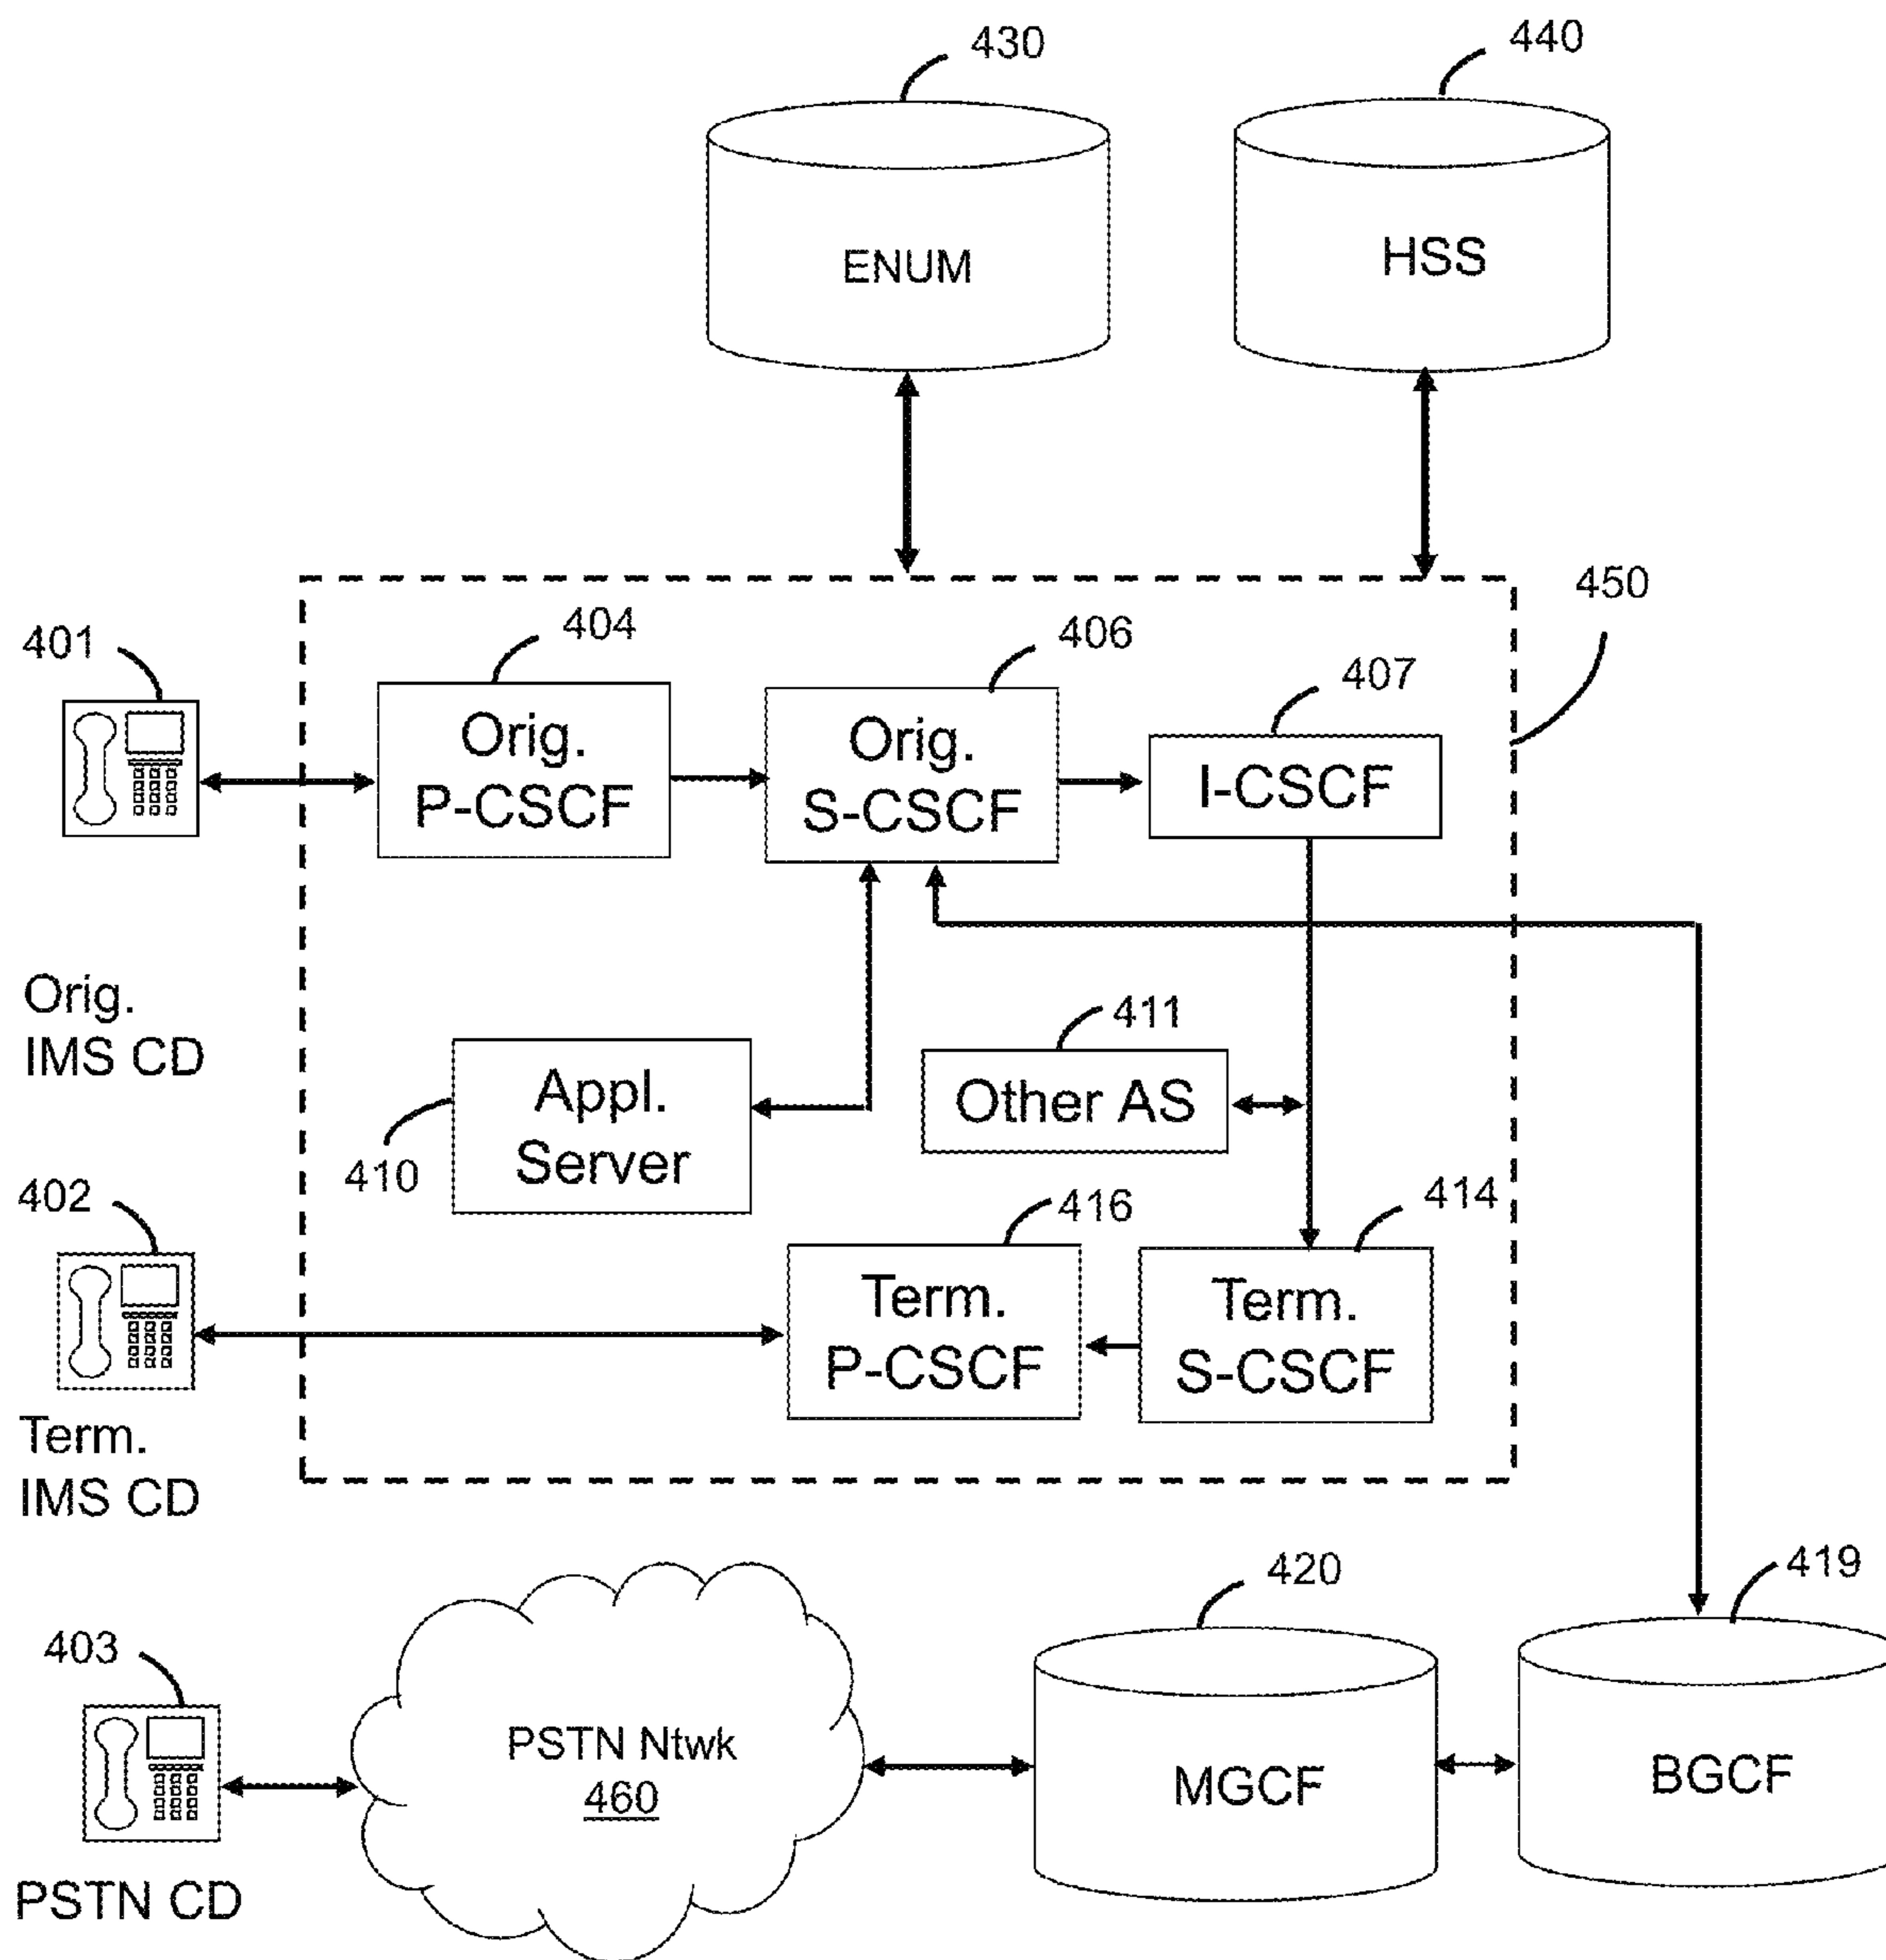 430
440
ENUM
HSS
450
404
406
401
407
Orig.
P-CSCF
Orig.
S-CSCF
I-CSCF
Orig.
IMS CD
411
Appl.
Server
Other AS
410
402
416
414
Term.
P-CSCF
Term.
S-CSCF
Term.
IMS CD
420
419
403
PSTN Ntwk
460
MGCF
BGCF
PSTN CD